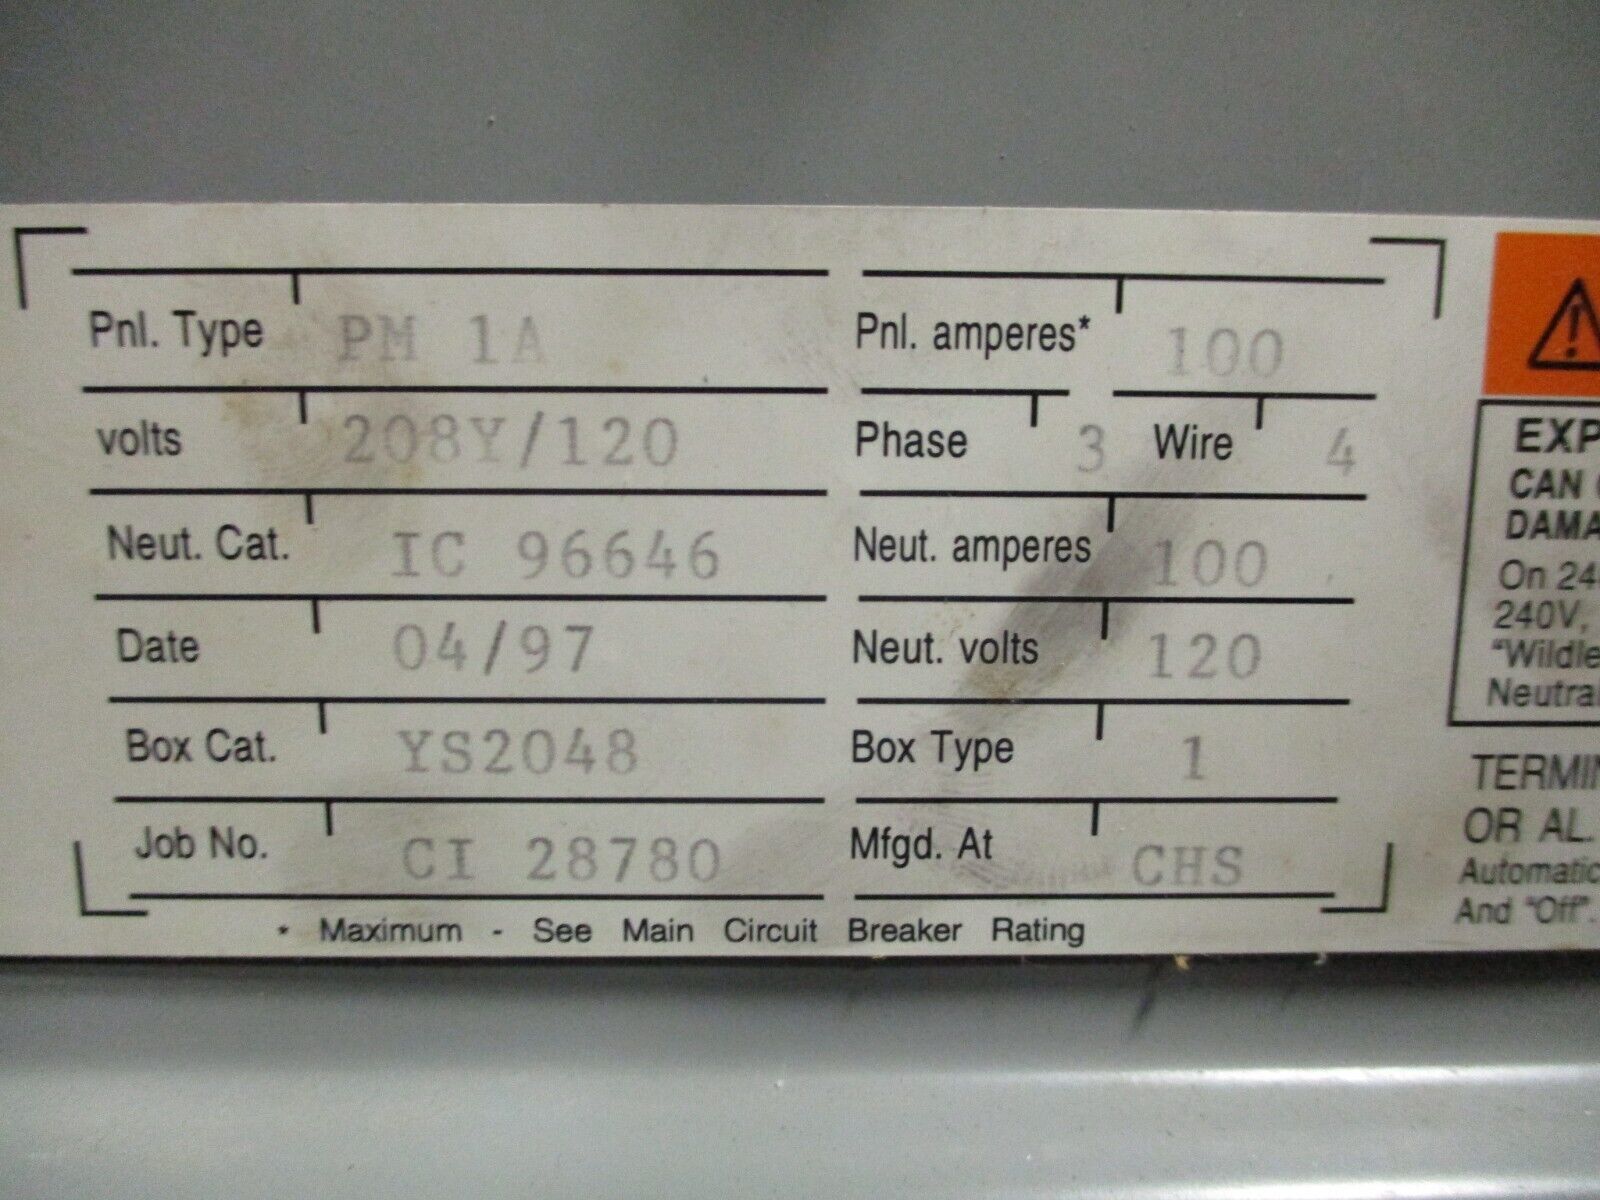 Pnl. Type PM 1A Pnl. amperes* 100
volts 208Y/120 Phase 3 Wire 4
Neut. Cat. IC 96646 Neut. amperes 100
Date 04/97 Neut. volts 120
Box Cat. YS2048 Box Type 1
Job No. CI 28780 Mfgd. At CHS
* Maximum - See Main Circuit Breaker Rating
EXP
CAN
DAMA
On 24
240V,
"Wildle
Neutral
TERMIN
OR AL.
Automatic
And "Off".